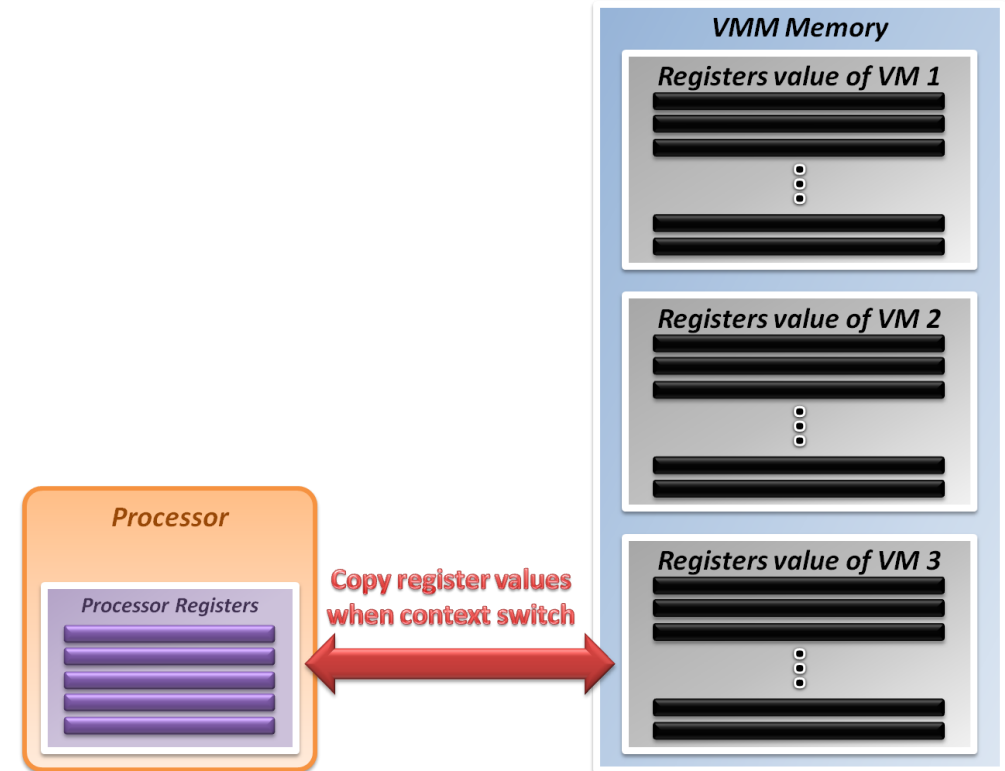 VMM Memory
Registers value of VM 1
Registers value of VM 2
Registers value of VM 3
Processor
Processor Registers
Copy register values
when context switch